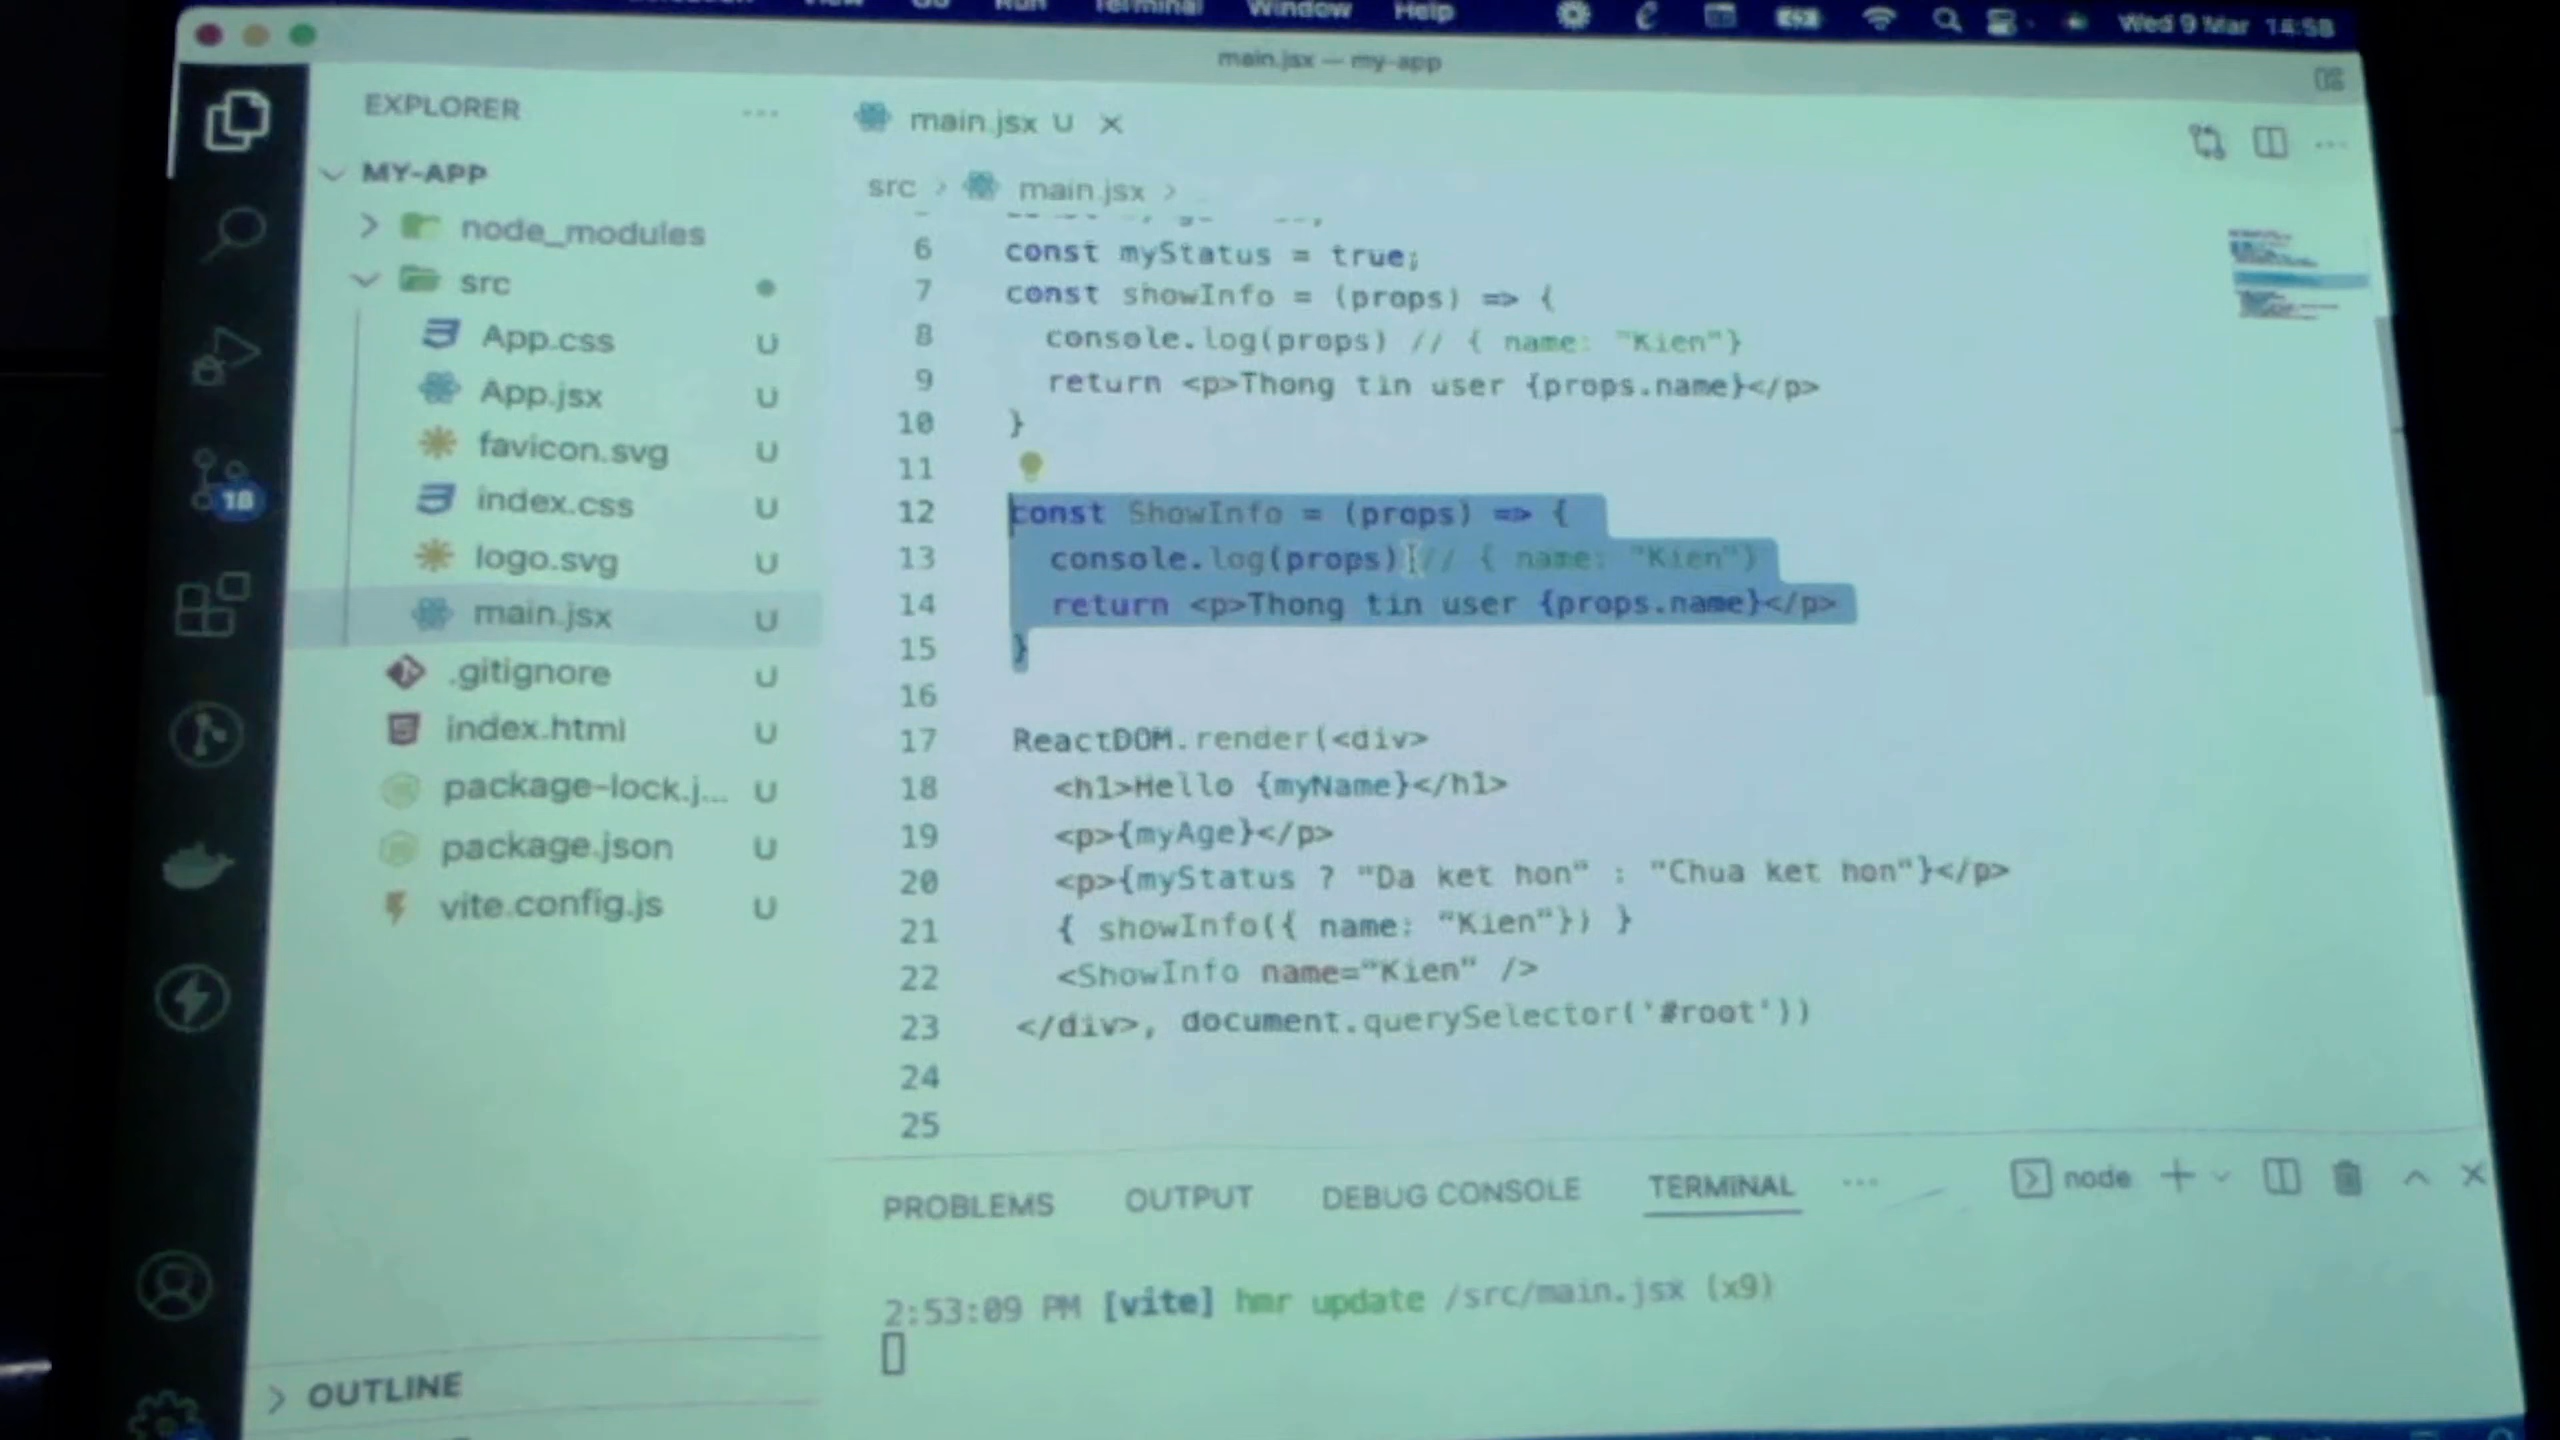 Terminal Window Help
Wed 9 Mar 14:58
main.jsx — my-app
EXPLORER
MY-APP
node_modules
src
App.css U
App.jsx U
favicon.svg U
index.css U
logo.svg U
main.jsx U
.gitignore U
index.html U
package-lock.j... U
package.json U
vite.config.js U
OUTLINE
18
main.jsx U
src > main.jsx >
6 const myStatus = true;
7 const showInfo = (props) => {
8 console.log(props) // { name: "Kien"}
9 return <p>Thong tin user {props.name}</p>
10 }
11
12 const ShowInfo = (props) => {
13 console.log(props) // { name: "Kien"}
14 return <p>Thong tin user {props.name}</p>
15 }
16
17 ReactDOM.render(<div>
18 <h1>Hello {myName}</h1>
19 <p>{myAge}</p>
20 <p>{myStatus ? "Da ket hon" : "Chua ket hon"}</p>
21 { showInfo({ name: "Kien"}) }
22 <ShowInfo name="Kien" />
23 </div>, document.querySelector('#root'))
24
25
PROBLEMS OUTPUT DEBUG CONSOLE TERMINAL ... node
2:53:09 PM [vite] hmr update /src/main.jsx (x9)